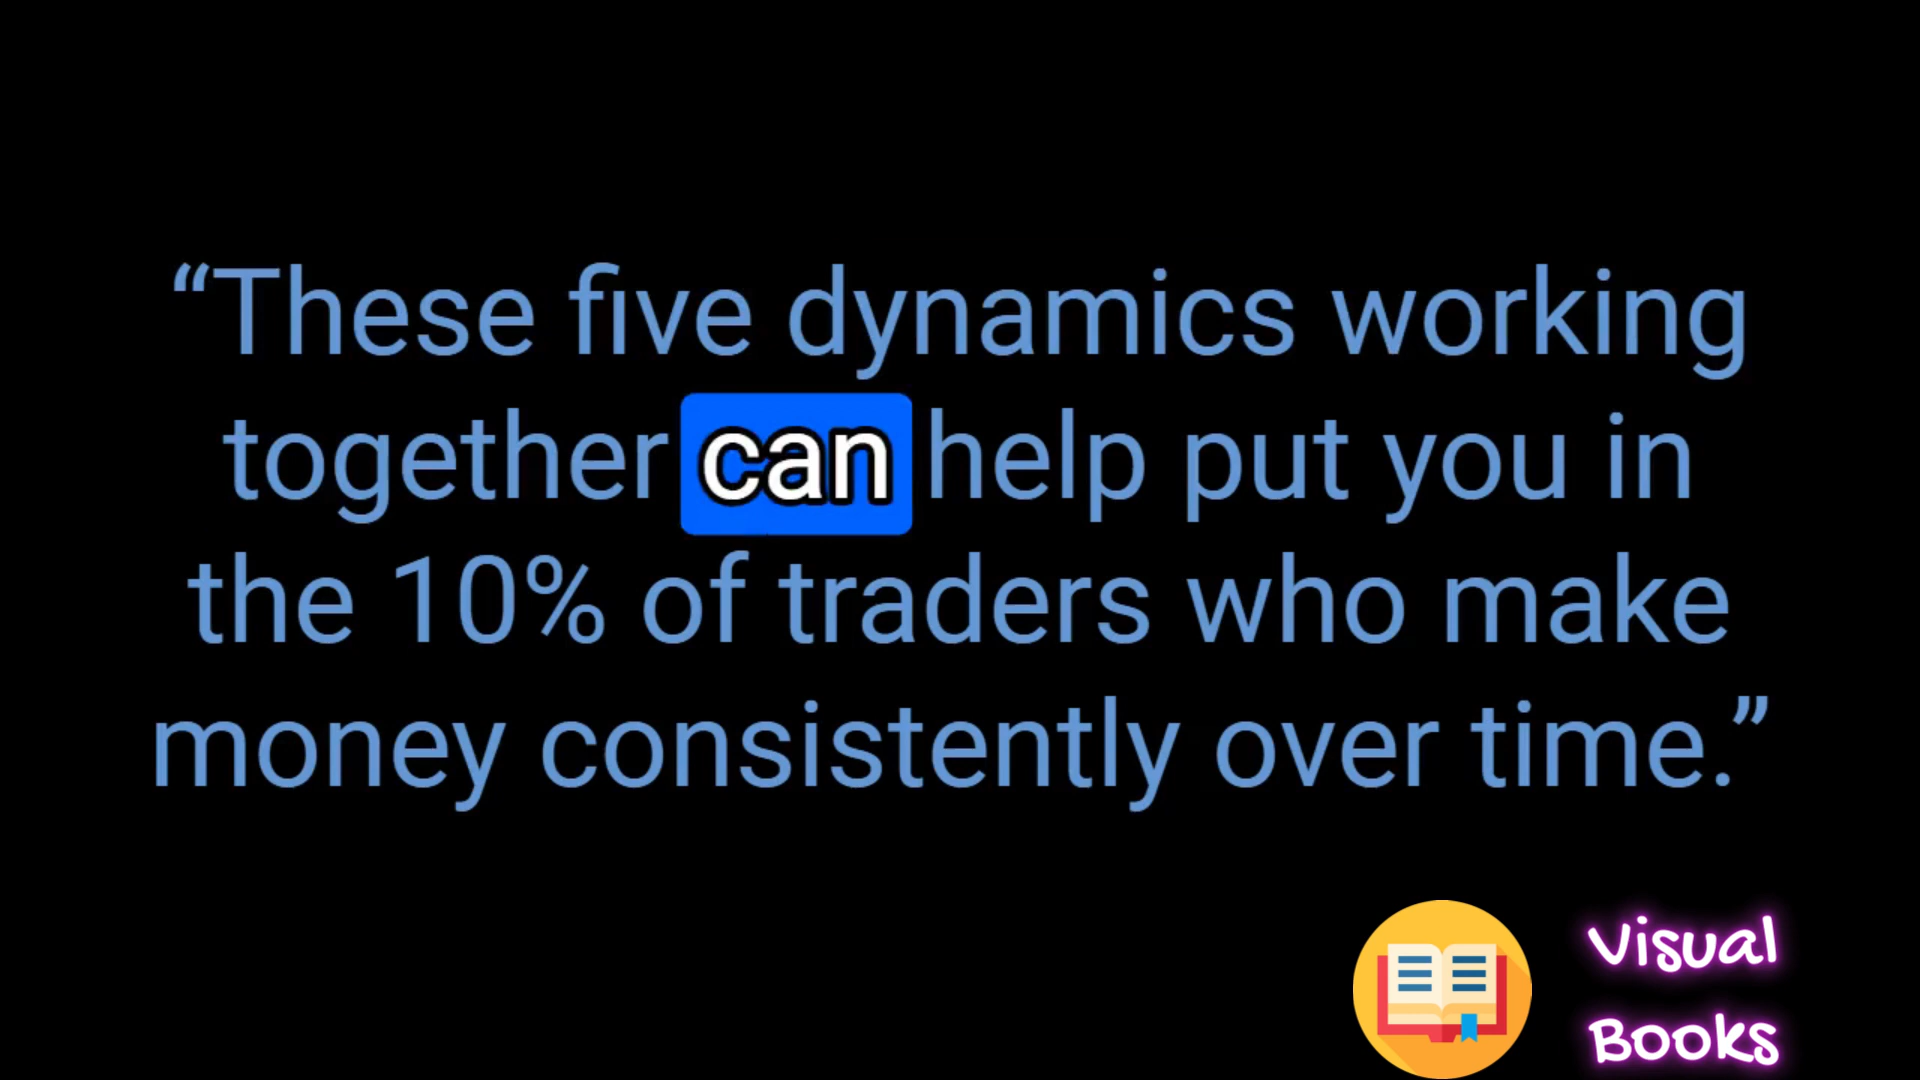 “These five dynamics working
together can help put you in
the 10% of traders who make
money consistently over time.”
Visual
Books